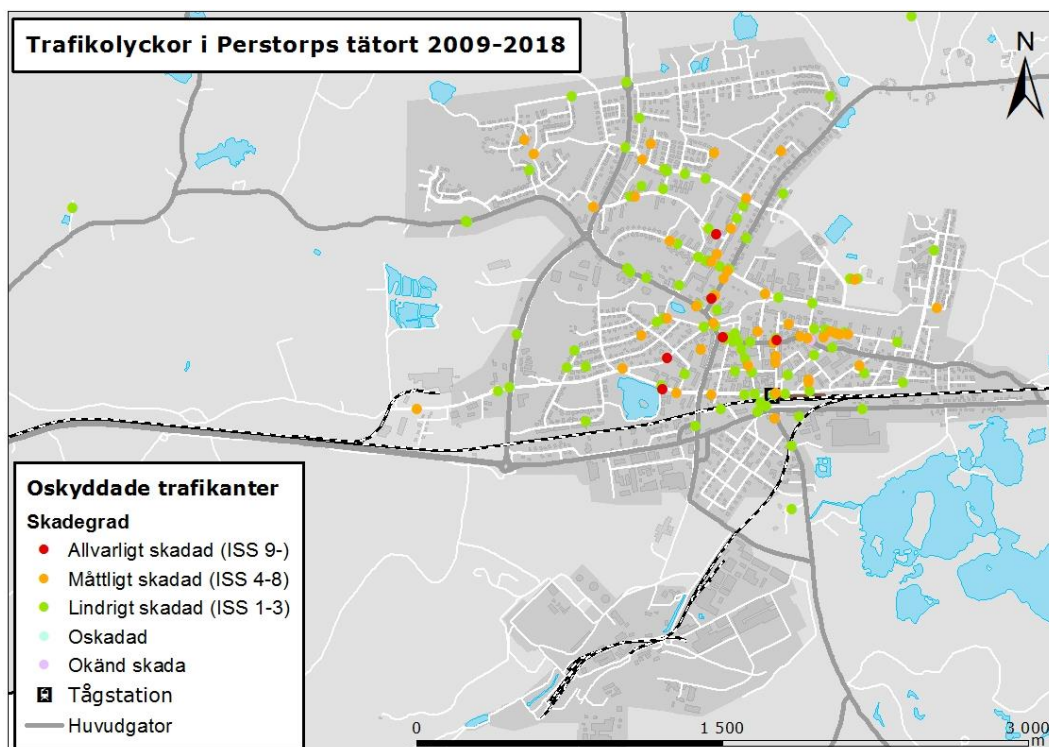 Trafikolyckor i Perstorps tätort 2009-2018
N
Oskyddade trafikanter
Skadegrad
Allvarligt skadad (ISS 9-)
Måttligt skadad (ISS 4-8)
Lindrigt skadad (ISS 1-3)
Oskadad
Okänd skada
Tågstation
Huvudgator
0 1 500 3 000
m